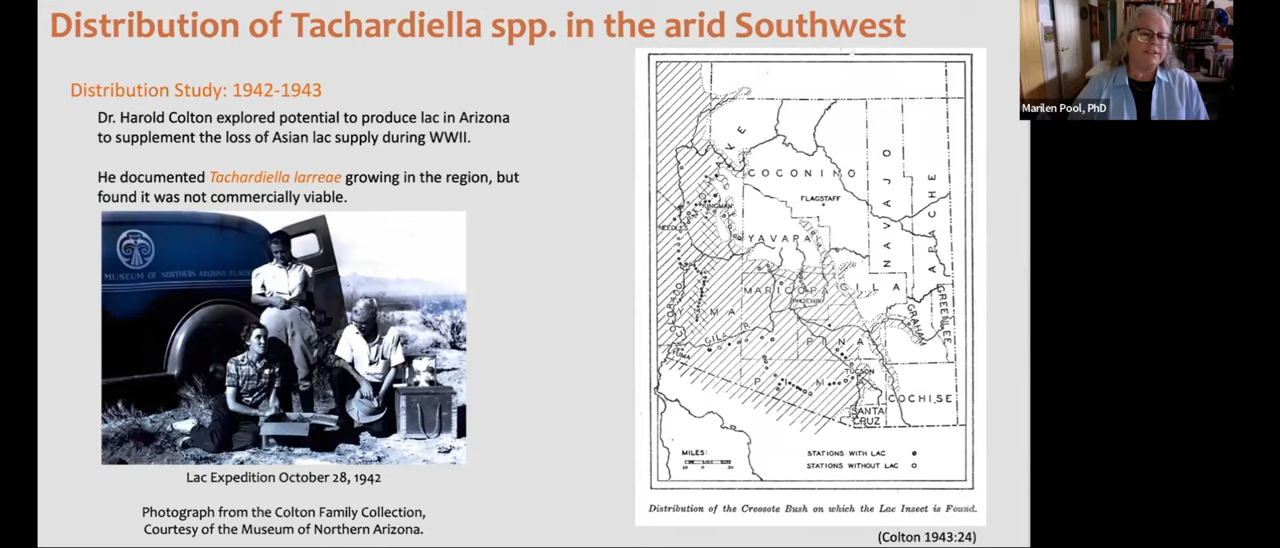 Distribution of Tachardiella spp. in the arid Southwest
Distribution Study: 1942-1943
Dr. Harold Colton explored potential to produce lac in Arizona
to supplement the loss of Asian lac supply during WWII.
He documented Tachardiella larreae growing in the region, but
found it was not commercially viable.
MUSEUM OF NORTHERN ARIZONA
Lac Expedition October 28, 1942
Photograph from the Colton Family Collection,
Courtesy of the Museum of Northern Arizona.
COCONINO
NAVAJO
APACHE
FLAGSTAFF
KINGMAN
NEEDLES
YAVAPAI
MARICOPA
PHOENIX
GILA
GREENLEE
GRAHAM
COLORADO
GILA R
YUMA
PINAL
PIMA
TUCSON
COCHISE
SANTA
CRUZ
MILES:
STATIONS WITH LAC
STATIONS WITHOUT LAC
Distribution of the Creosote Bush on which the Lac Insect is Found.
(Colton 1943:24)
Marilen Pool, PhD